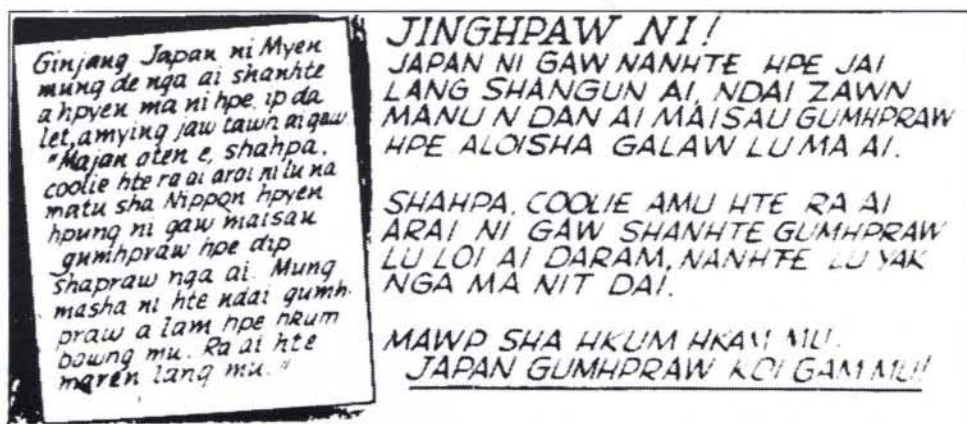 Ginjang Japan ni Myen
mung de nga ai shanhte
a hpyen ma ni hpe, ip da
let, amying jaw tawn ai gaw
"Majan aten e, shahpa,
coolie hte ra ai arai ni lu na
matu sha Nippon hpyen
hpung ni gaw maisau
gumhpraw hpe dip
shapraw nga ai. Mung
masha ni hte ndai gumh-
praw a lam hpe hkum
bawng mu. Ra ai hte
maren lang mu."
JINGHPAW NI!
JAPAN NI GAW NANHTE HPE JAI
LANG SHANGUN AI, NDAI ZAWN
MANU N DAN AI MAISAU GUMHPRAW
HPE ALOISHA GALAW LU MA AI.
SHAHPA, COOLIE AMU HTE RA AI
ARAI NI GAW SHANHTE GUMHPRAW
LU LOI AI DARAM, NANHTE LU YAK
NGA MA NIT DAI.
MAWP SHA HKUM HKAM MU.
JAPAN GUMHPRAW KOI GAM MU!